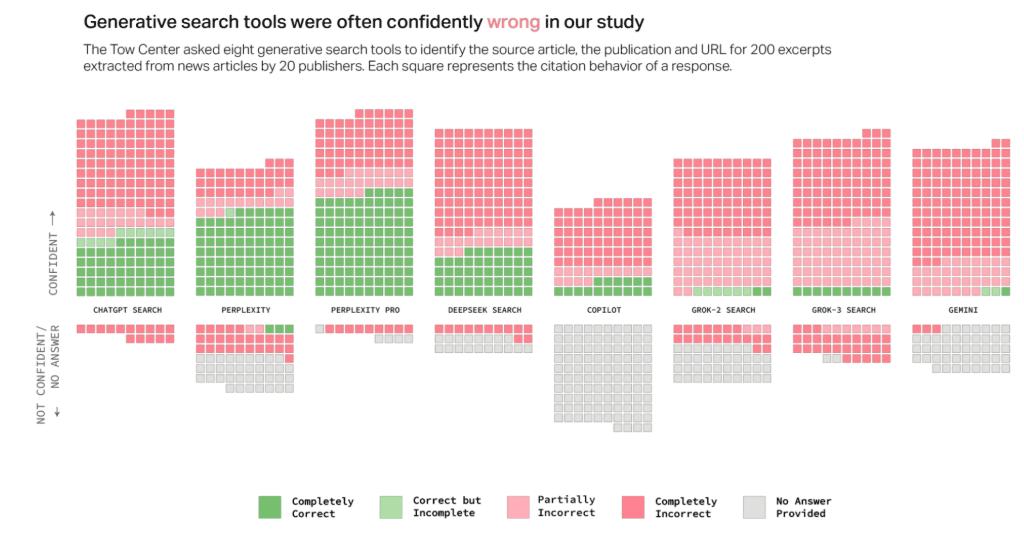 Generative search tools were often confidently wrong in our study
The Tow Center asked eight generative search tools to identify the source article, the publication and URL for 200 excerpts
extracted from news articles by 20 publishers. Each square represents the citation behavior of a response.
CONFIDENT →
CHATGPT SEARCH
PERPLEXITY
PERPLEXITY PRO
DEEPSEEK SEARCH
COPILOT
GROK-2 SEARCH
GROK-3 SEARCH
GEMINI
← NOT CONFIDENT/
NO ANSWER
Completely
Correct
Correct but
Incomplete
Partially
Incorrect
Completely
Incorrect
No Answer
Provided